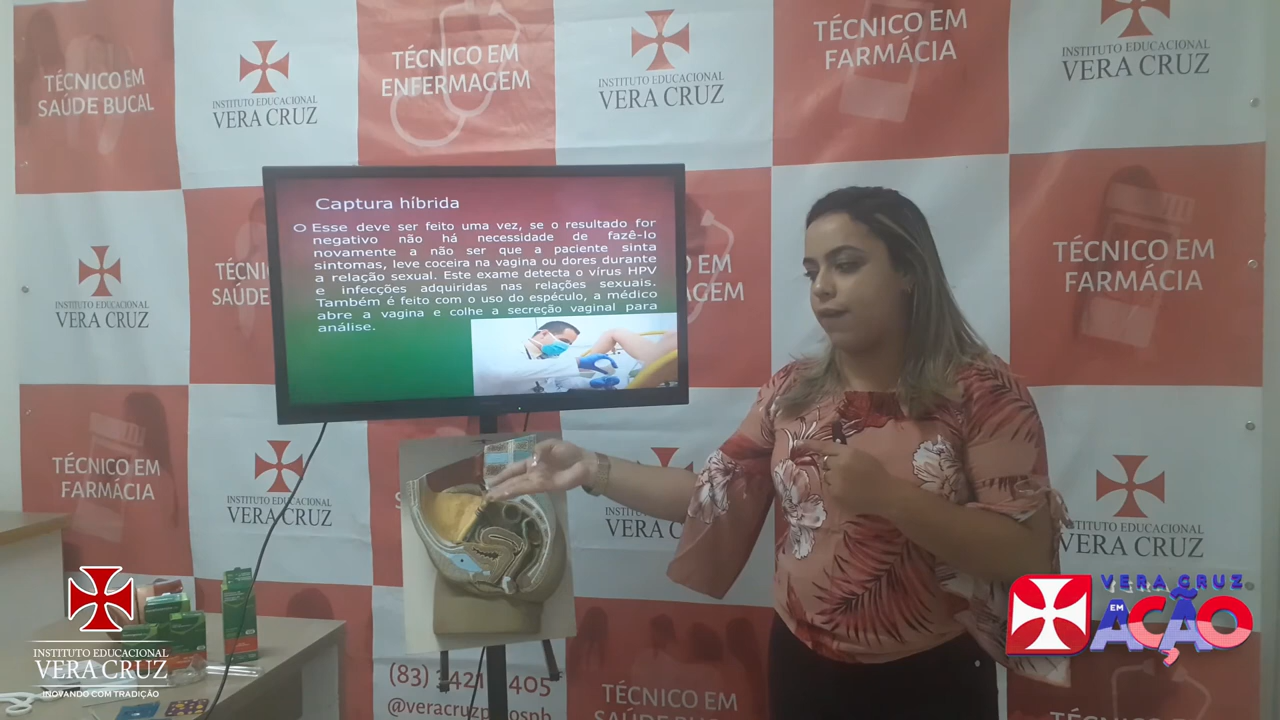 TÉCNICO EM
SAÚDE BUCAL
INSTITUTO EDUCACIONAL
VERA CRUZ
TÉCNICO EM
ENFERMAGEM
INSTITUTO EDUCACIONAL
VERA CRUZ
TÉCNICO EM
FARMÁCIA
INSTITUTO EDUCACIONAL
VERA CRUZ
Captura híbrida
Esse deve ser feito uma vez, se o resultado for
negativo não há necessidade de fazê-lo
novamente a não ser que a paciente sinta
sintomas, leve coceira na vagina ou dores durante
a relação sexual. Este exame detecta o vírus HPV
e infecções adquiridas nas relações sexuais.
Também é feito com o uso do espéculo, a médico
abre a vagina e colhe a secreção vaginal para
análise.
INSTITUTO EDUCACIONAL
VERA CRUZ
TÉCNICO EM
FARMÁCIA
TÉCNICO EM
FARMÁCIA
INSTITUTO EDUCACIONAL
VERA CRUZ
INSTITUTO EDUCACIONAL
VERA CRUZ
INSTITUTO EDUCACIONAL
VERA CRUZ
INOVANDO COM TRADIÇÃO
VERA CRUZ
EM
AÇÃO
(83)
405
TÉCNICO EM